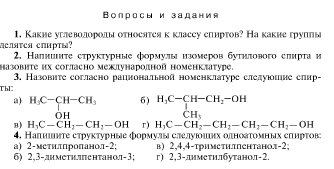 Вопросы и задания
1. Какие углеводороды относятся к классу спиртов? На какие группы
делятся спирты?
2. Напишите структурные формулы изомеров бутилового спирта и
назовите их согласно международной номенклатуре.
3. Назовите согласно рациональной номенклатуре следующие спир-
ты:
а) H₃C—CH—CH₃ б) H₃C—CH—CH₂—OH
OH CH₃
в) H₃C—CH₂—CH₂—OH г) H₃C—CH₂—CH₂—CH₂—OH
4. Напишите структурные формулы следующих одноатомных спиртов:
а) 2-метилпропанол-2; в) 2,4,4-триметилпентанол-2;
б) 2,3-диметилпентанол-3; г) 2,3-диметилбутанол-2.